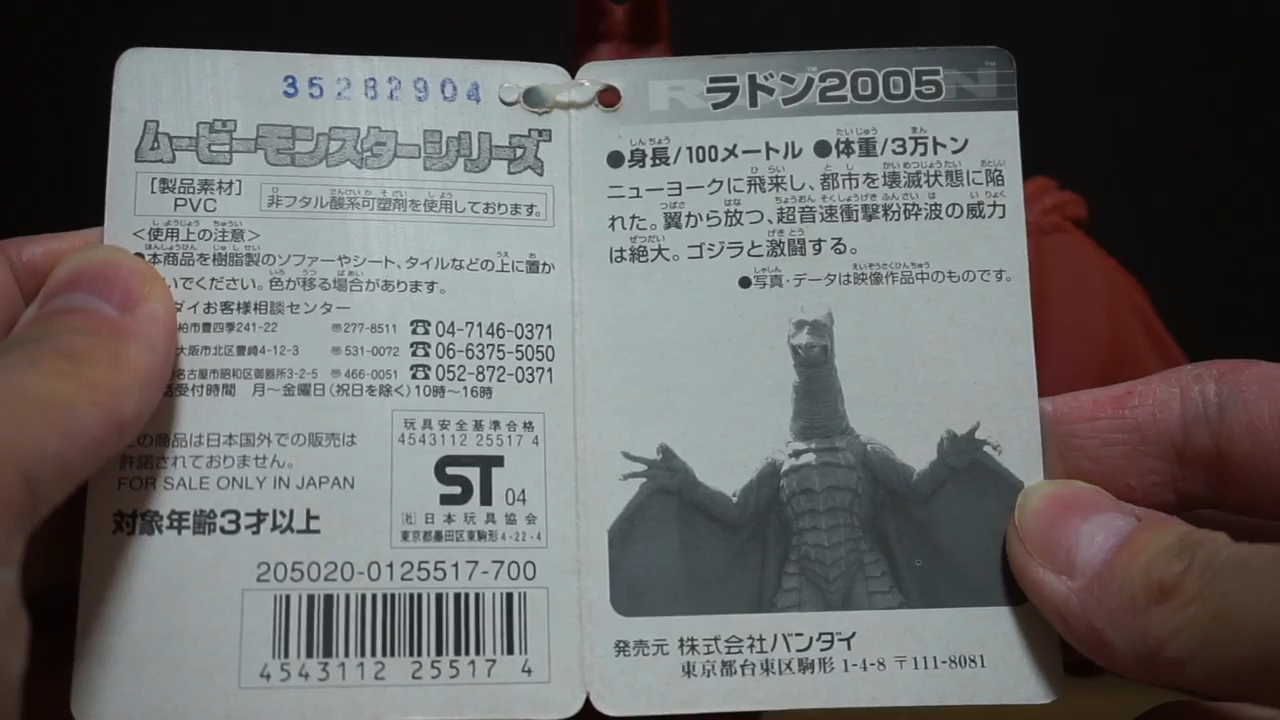 35282904
ムービーモンスターシリーズ
[製品素材]
PVC
非フタル酸系可塑剤を使用しております。
<使用上の注意>
●本商品を樹脂製のソファーやシート、タイルなどの上に置か
いでください。色が移る場合があります。
ダイお客様相談センター
柏市豊四季241-22 〠277-8511 ☎04-7146-0371
大阪市北区豊崎4-12-3 〠531-0072 ☎06-6375-5050
名古屋市昭和区御器所3-2-5 〠466-0051 ☎052-872-0371
受付時間 月〜金曜日(祝日を除く)10時〜16時
の商品は日本国外での販売は
許諾されておりません。
FOR SALE ONLY IN JAPAN
対象年齢3才以上
玩具安全基準合格
4543112 25517 4
ST 04
(社)日本玩具協会
東京都墨田区東駒形4-22-4
205020-0125517-700
4543112 25517 4
ラドン2005
●身長/100メートル ●体重/3万トン
ニューヨークに飛来し、都市を壊滅状態に陥
れた。翼から放つ、超音速衝撃粉砕波の威力
は絶大。ゴジラと激闘する。
●写真・データは映像作品中のものです。
発売元 株式会社バンダイ
東京都台東区駒形1-4-8 〒111-8081